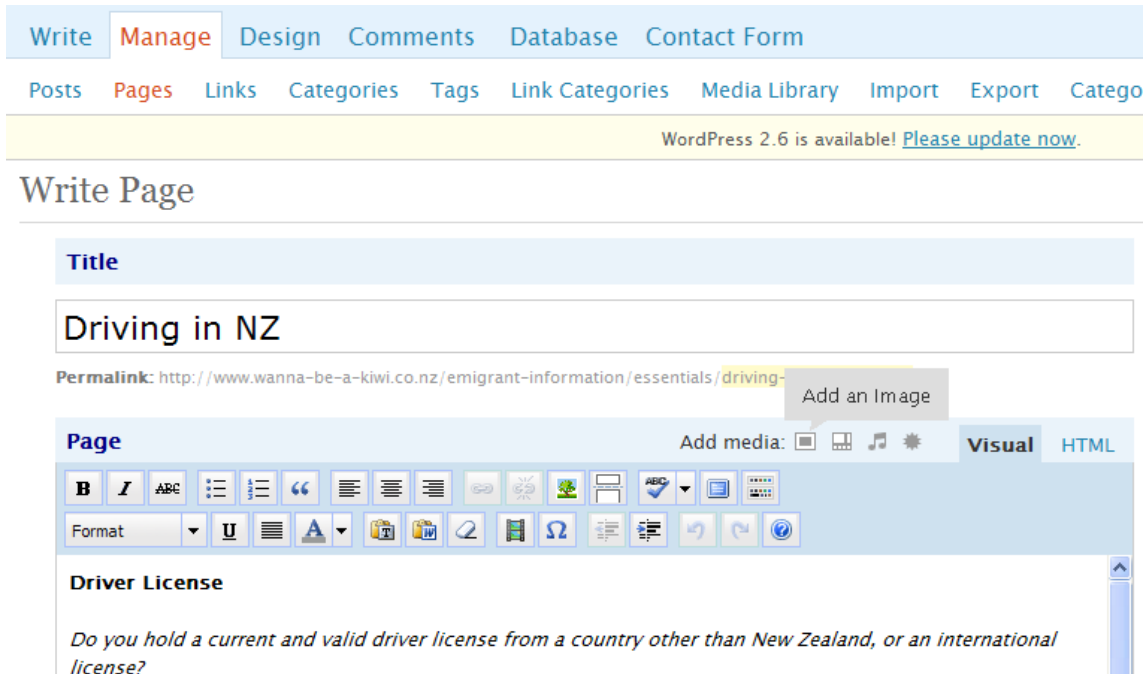 Write Manage Design Comments Database Contact Form
Posts Pages Links Categories Tags Link Categories Media Library Import Export Catego
WordPress 2.6 is available! Please update now.
Write Page
Title
Driving in NZ
Permalink: http://www.wanna-be-a-kiwi.co.nz/emigrant-information/essentials/driving-
Add an Image
Page Add media: Visual HTML
B I ABC ABC
Format U A T W Ω
Driver License
Do you hold a current and valid driver license from a country other than New Zealand, or an international
license?